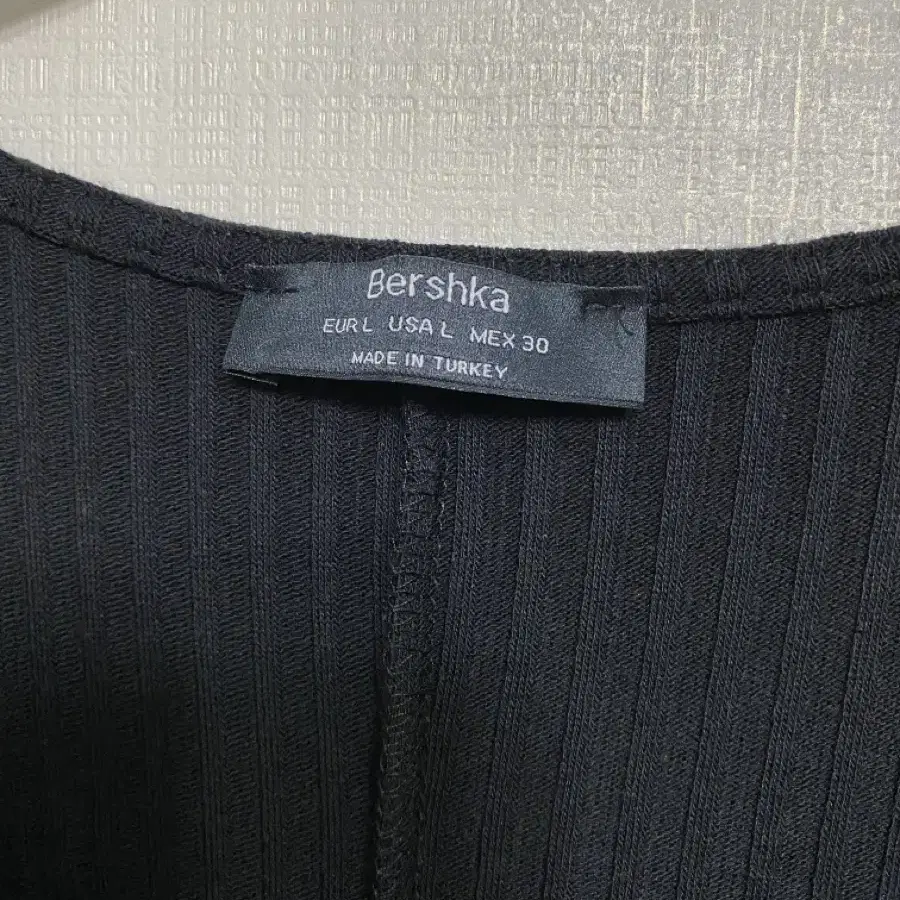 Bershka
EUR L USA L MEX 30
MADE IN TURKEY